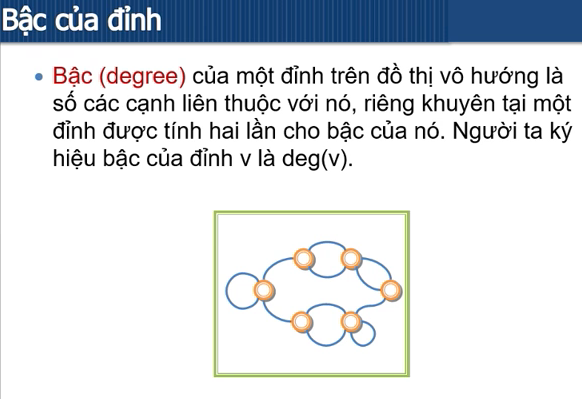 Bậc của đỉnh
• Bậc (degree) của một đỉnh trên đồ thị vô hướng là
số các cạnh liên thuộc với nó, riêng khuyên tại một
đỉnh được tính hai lần cho bậc của nó. Người ta ký
hiệu bậc của đỉnh v là deg(v).